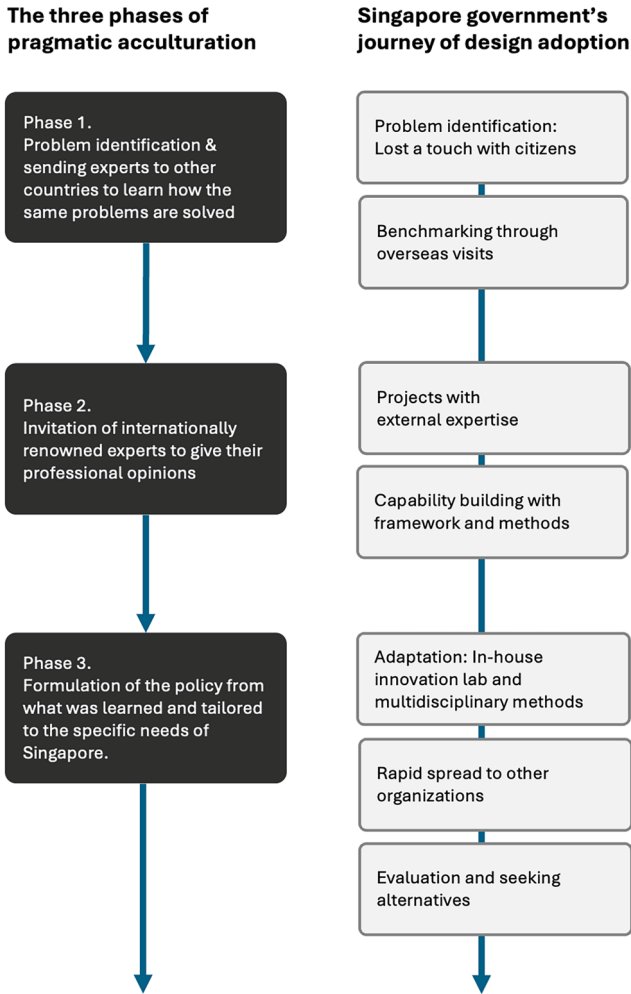 The three phases of
pragmatic acculturation
Phase 1.
Problem identification &
sending experts to other
countries to learn how the
same problems are solved
Phase 2.
Invitation of internationally
renowned experts to give their
professional opinions
Phase 3.
Formulation of the policy from
what was learned and tailored
to the specific needs of
Singapore.
Singapore government’s
journey of design adoption
Problem identification:
Lost a touch with citizens
Benchmarking through
overseas visits
Projects with
external expertise
Capability building with
framework and methods
Adaptation: In-house
innovation lab and
multidisciplinary methods
Rapid spread to other
organizations
Evaluation and seeking
alternatives